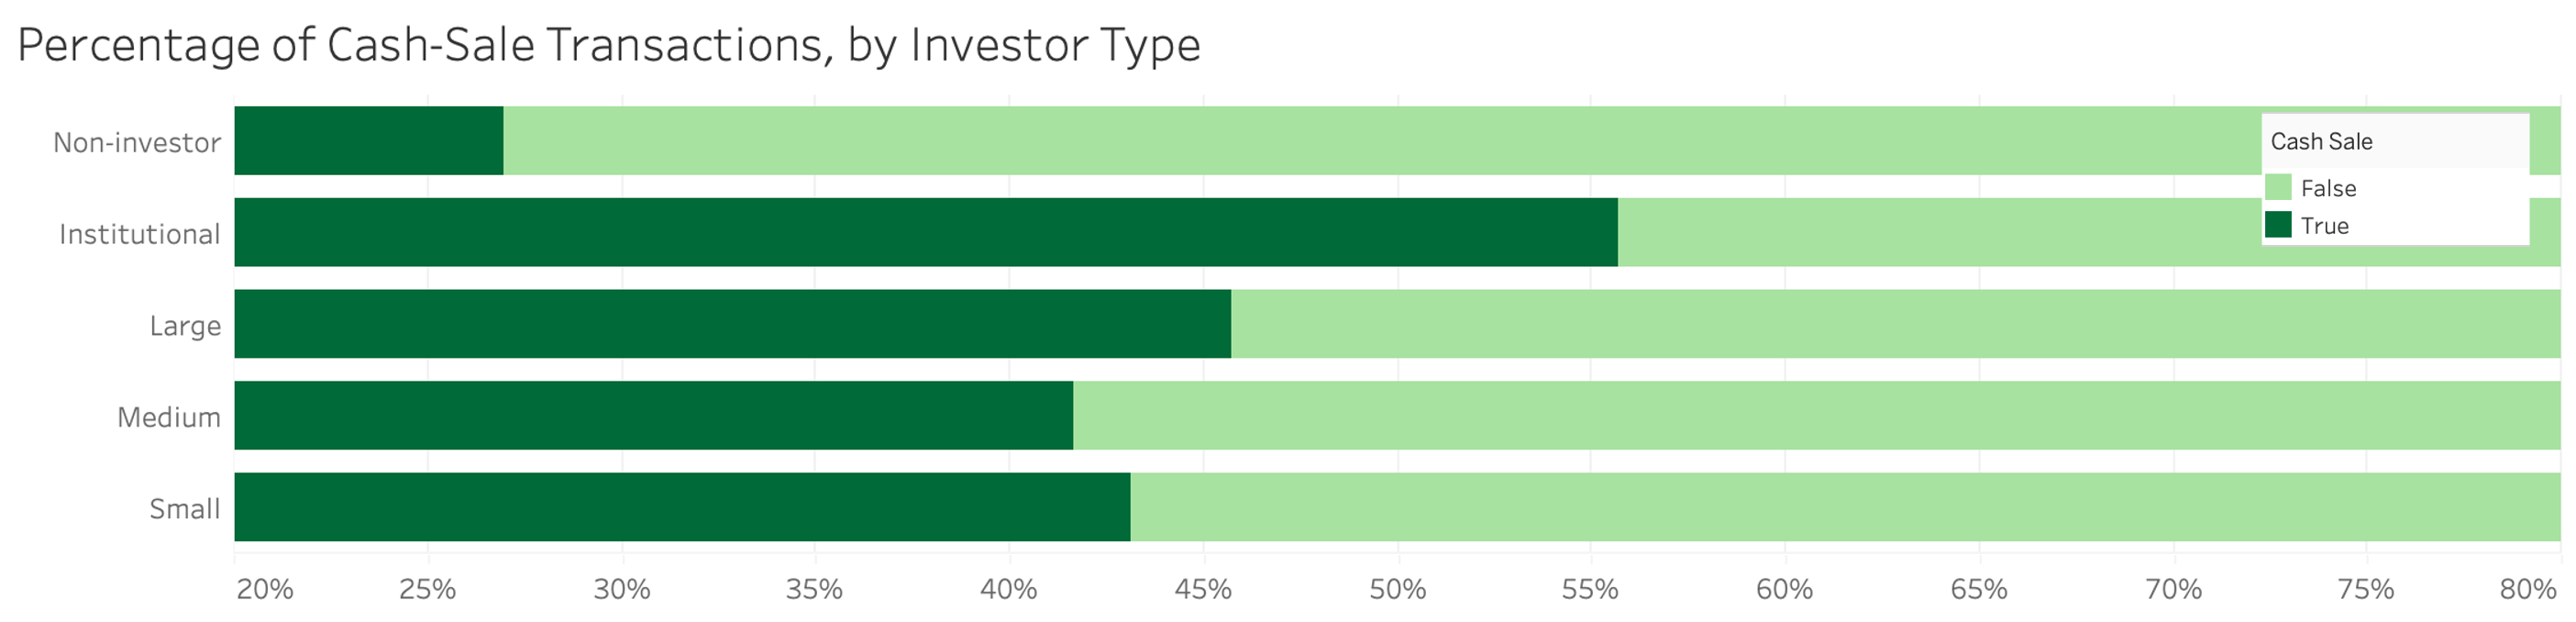 Percentage of Cash-Sale Transactions, by Investor Type
Non-investor
Cash Sale
False
Institutional
True
Large
Medium
Small
20% 25% 30% 35% 40% 45% 50% 55% 60% 65% 70% 75% 80%